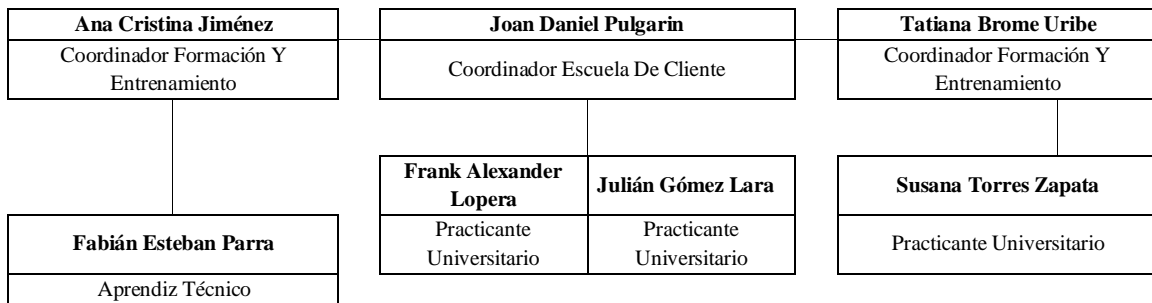 Ana Cristina Jiménez
Coordinador Formación Y
Entrenamiento
Joan Daniel Pulgarin
Coordinador Escuela De Cliente
Tatiana Brome Uribe
Coordinador Formación Y
Entrenamiento
Frank Alexander
Lopera
Practicante
Universitario
Julián Gómez Lara
Practicante
Universitario
Susana Torres Zapata
Practicante Universitario
Fabián Esteban Parra
Aprendiz Técnico